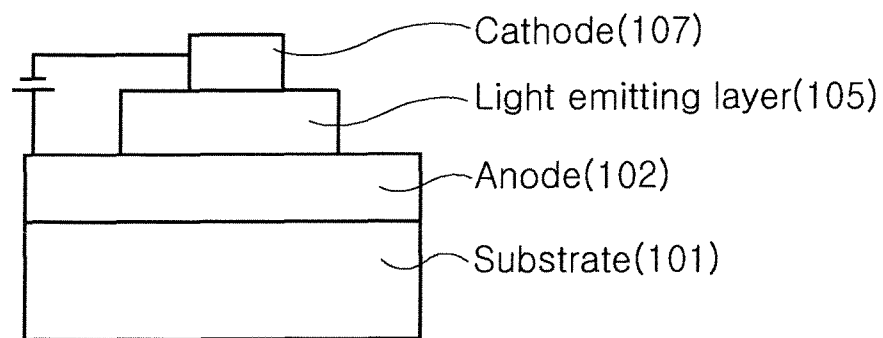 Cathode(107)
Light emitting layer(105)
Anode(102)
Substrate(101)